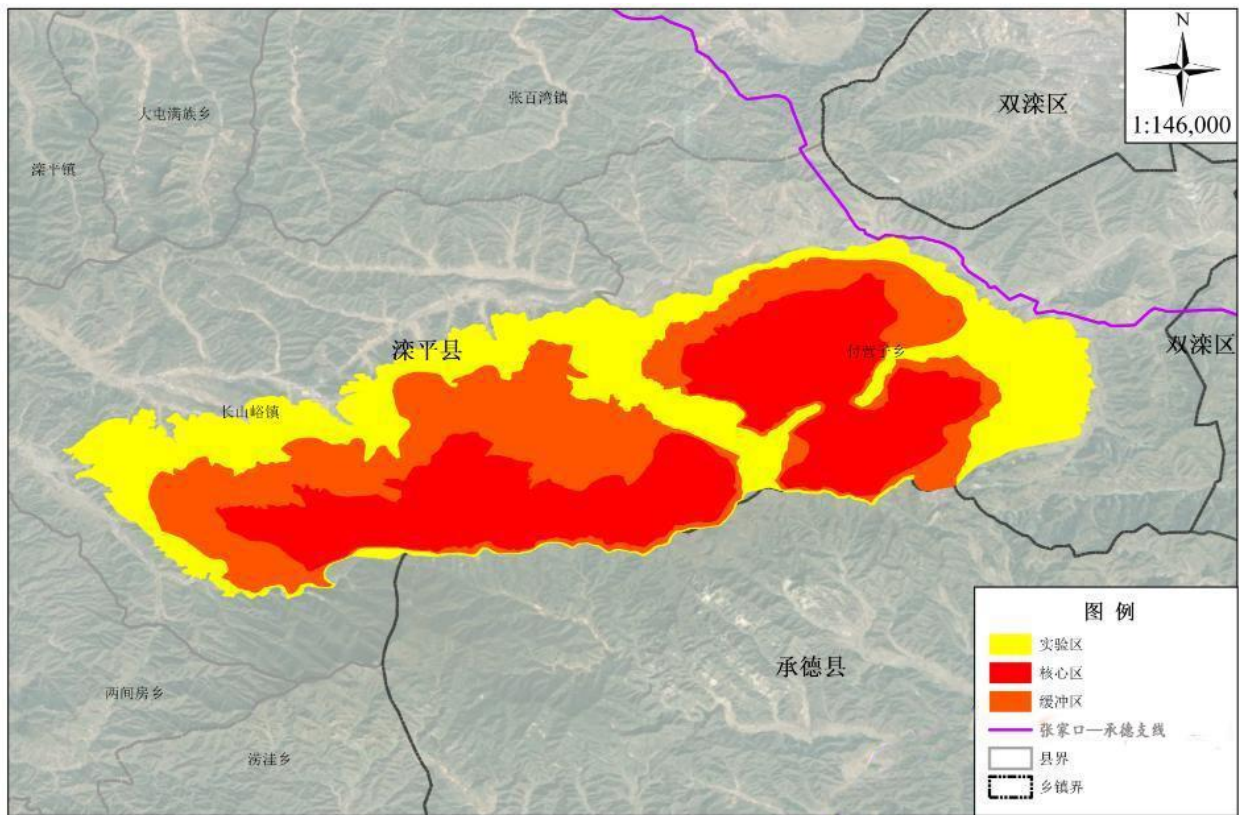 N
1:146,000
双滦区
张百湾镇
大屯满族乡
滦平镇
双滦区
滦平县
付营子乡
长山峪镇
承德县
两间房乡
涝洼乡
图 例
实验区
核心区
缓冲区
张家口—承德支线
县界
乡镇界